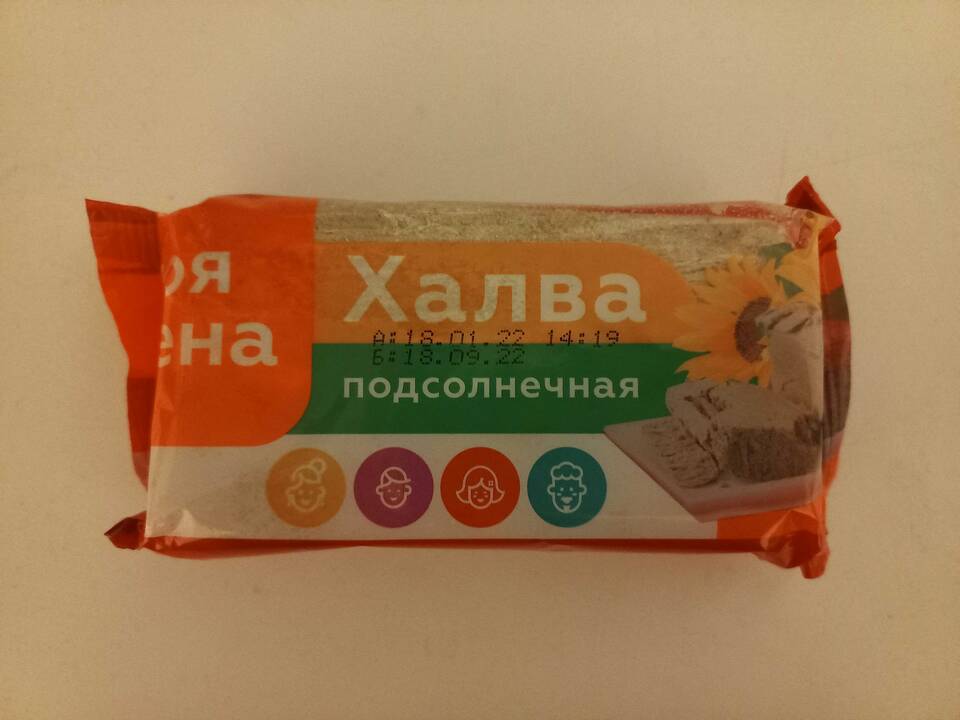 оя
ена
Халва
А:18.01.22 14:19
Б:18.09.22
подсолнечная